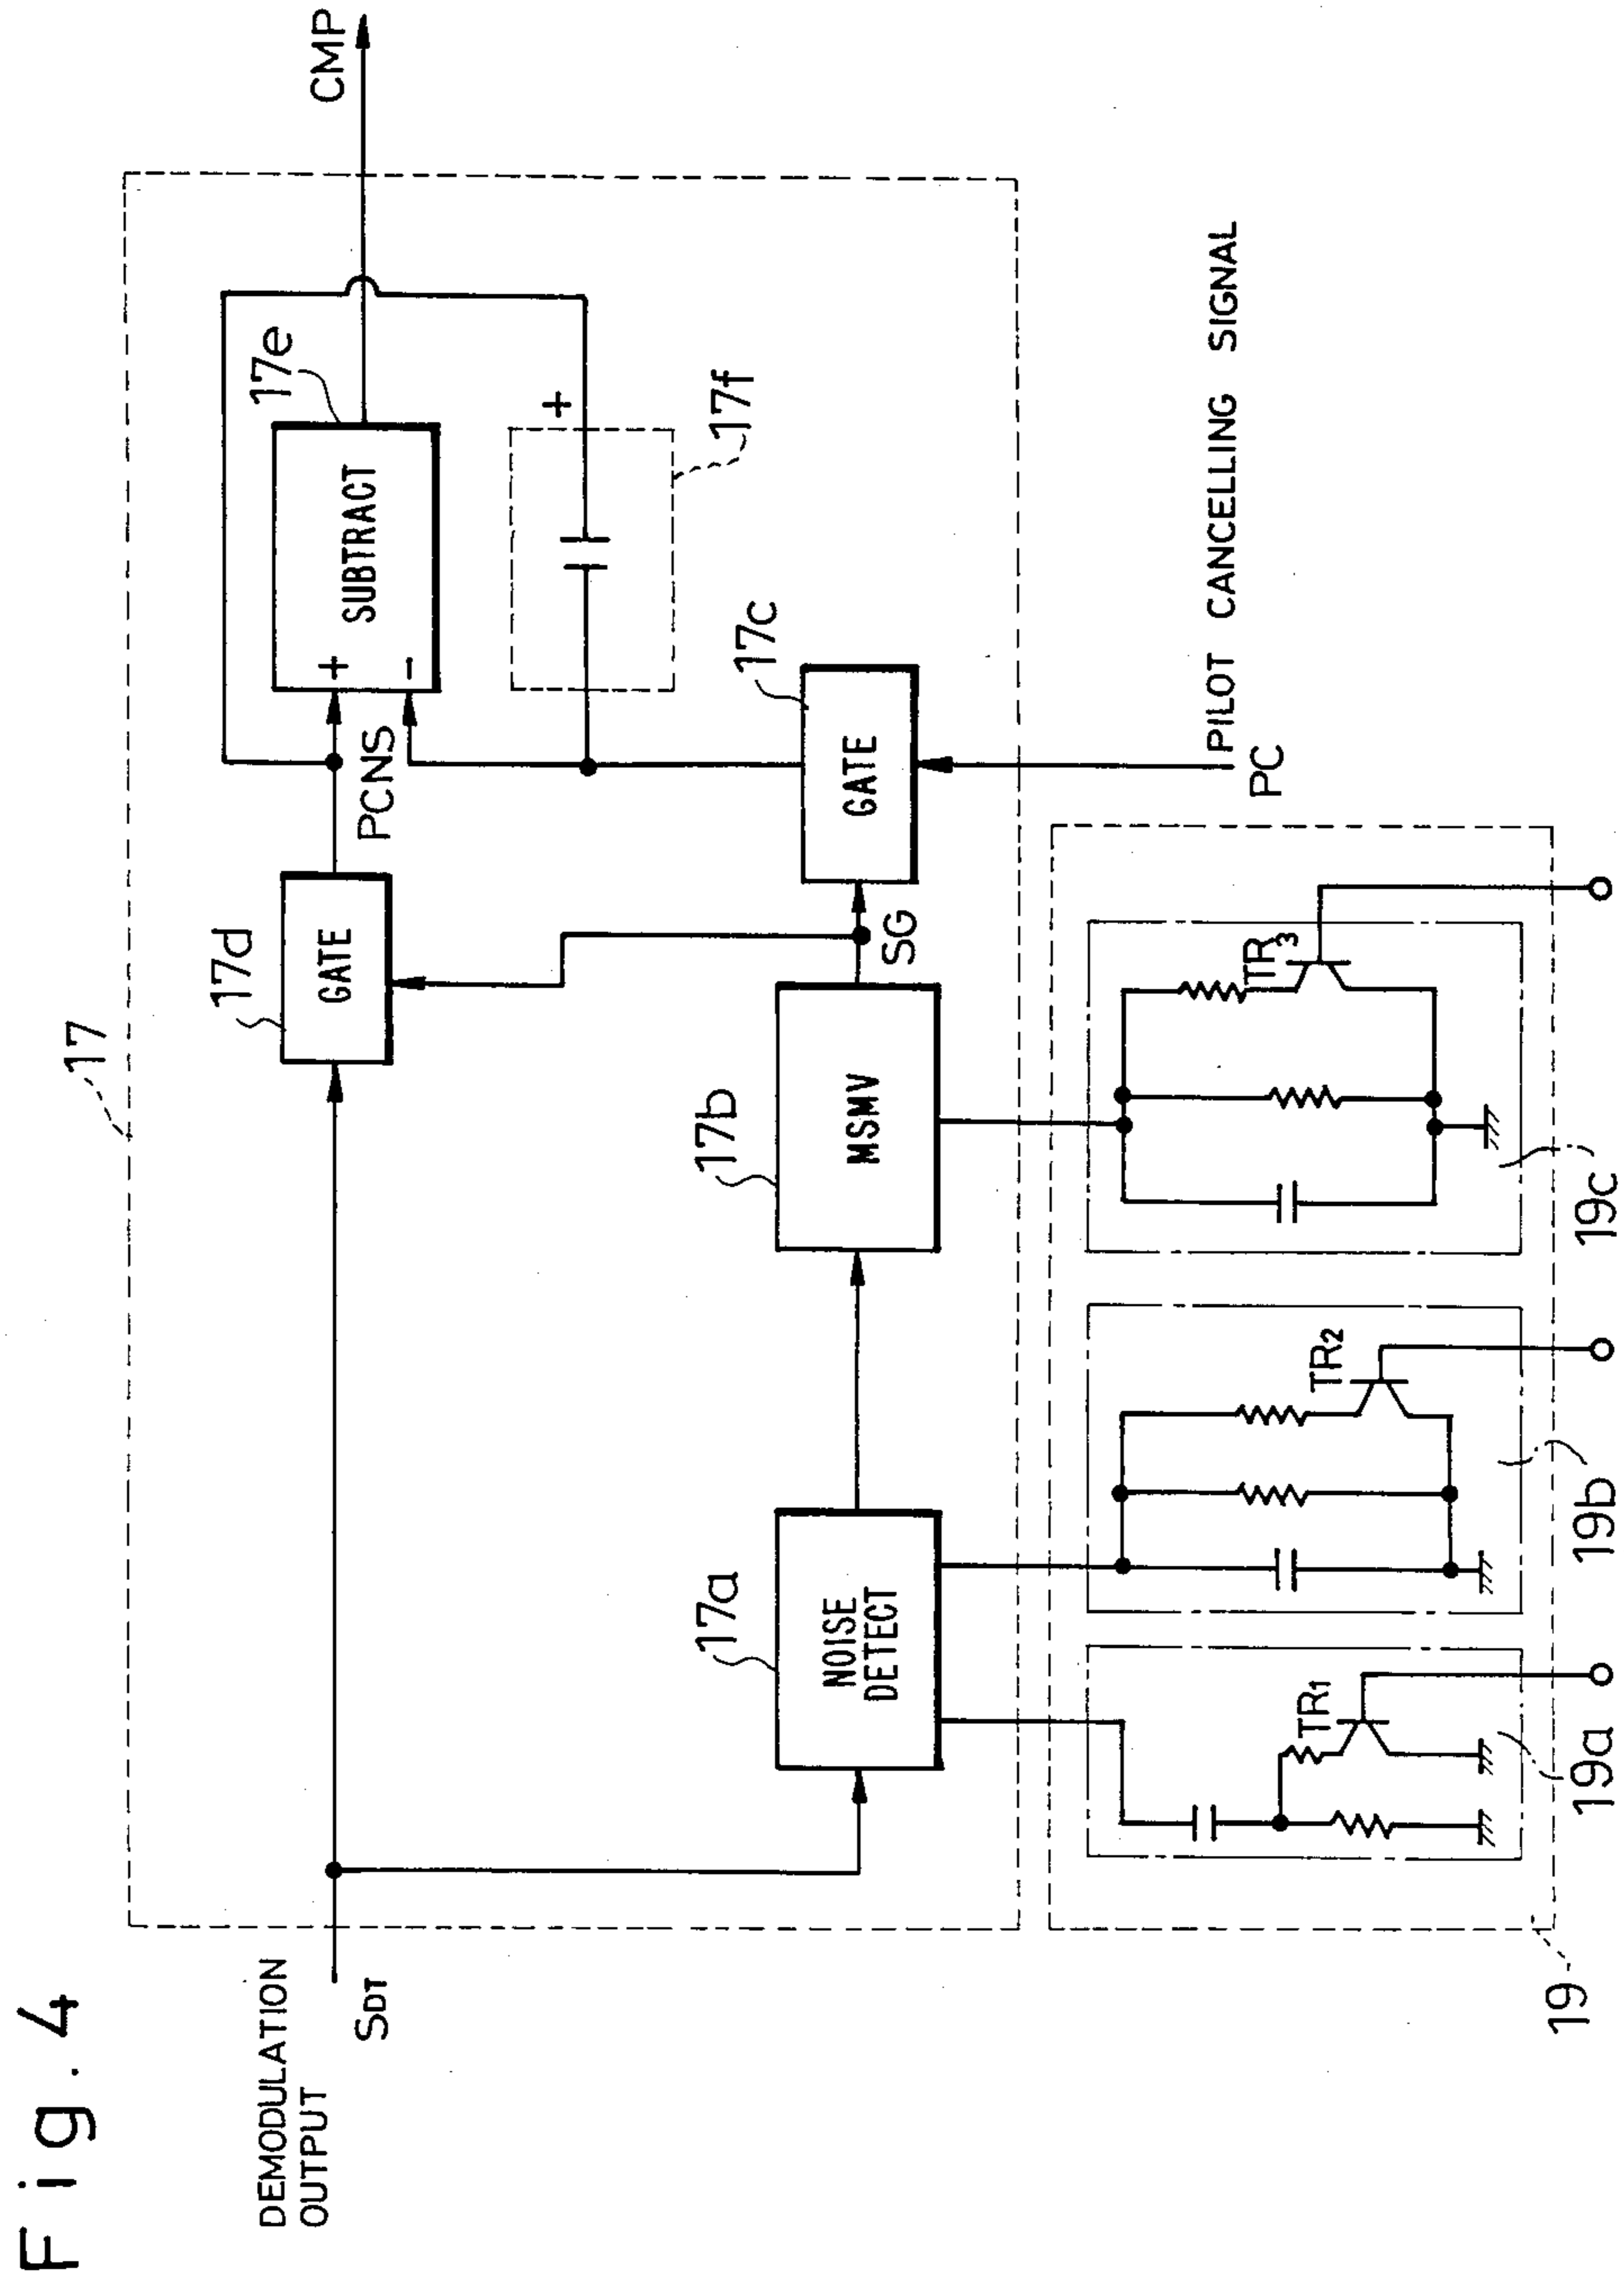 Fig. 4
17
DEMODULATION
OUTPUT
SDT
17d
GATE
PCNS
+
-
SUBTRACT
17e
CMP
+
17f
17a
NOISE
DETECT
17b
MSMV
SG
17c
GATE
PILOT CANCELLING SIGNAL
PC
TR1
TR2
TR3
19
19a
19b
19c